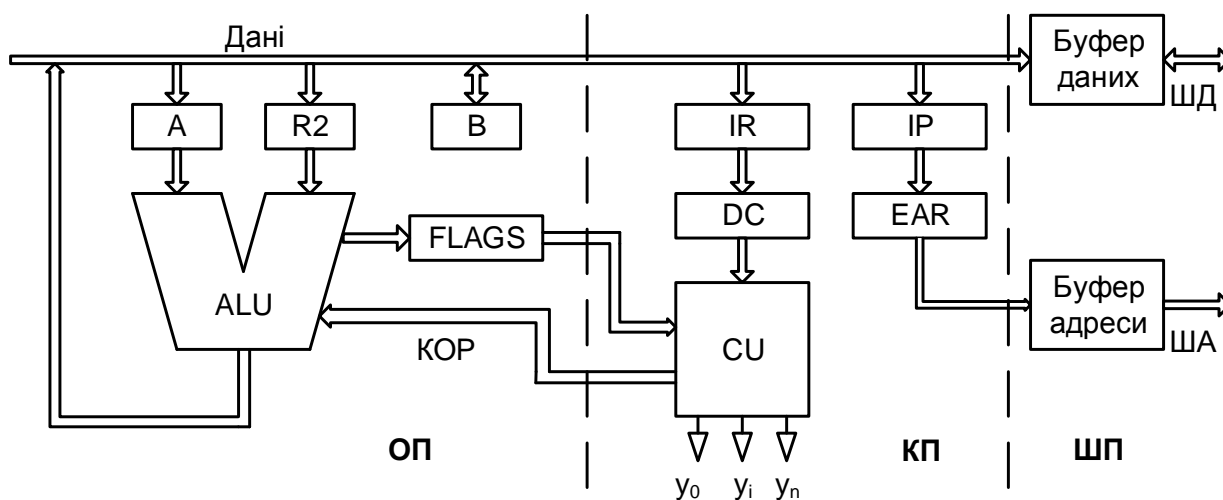 Дані
Буфер
даних
ШД
A
R2
B
IR
IP
DC
EAR
FLAGS
ALU
КОР
CU
Буфер
адреси
ША
ОП
КП
ШП
y₀
yᵢ
yₙ